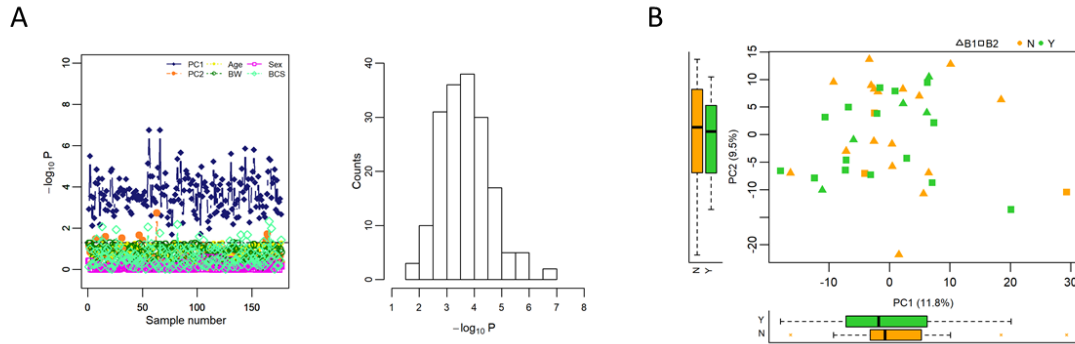 A
−log10 P
10
8
6
4
2
0
PC1 Age Sex
PC2 BW BCS
0 50 100 150
Sample number
Counts
40
30
20
10
0
1 2 3 4 5 6 7 8
−log10 P
B
△B1□B2 N Y
N Y
PC2 (9.5%)
15
10
5
0
-5
-10
-20
-10 0 10 20 30
PC1 (11.8%)
Y
N